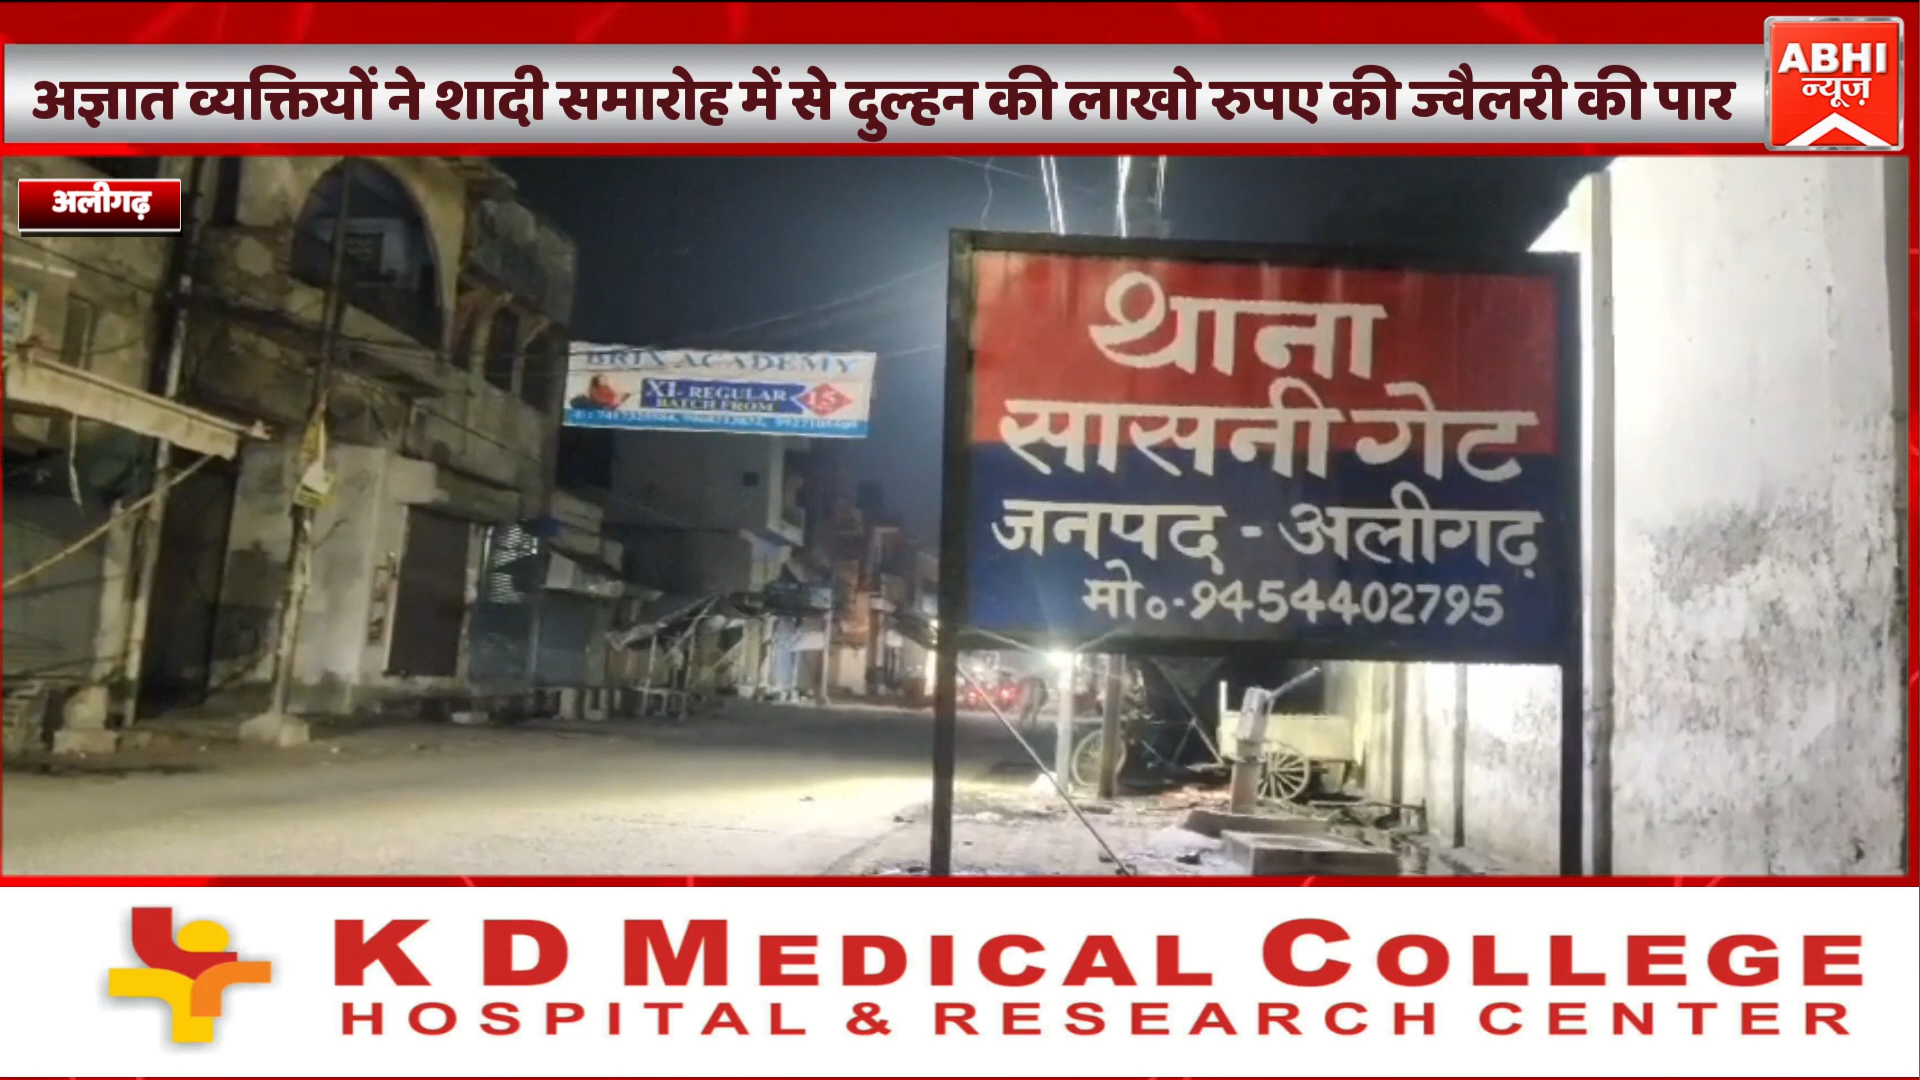 अज्ञात व्यक्तियों ने शादी समारोह में से दुल्हन की लाखो रुपए की ज्वैलरी की पार
ABHI
न्यूज़
अलीगढ़
BRIX ACADEMY
XI- REGULAR
BATCH FROM
15
थाना
सासनी गेट
जनपद - अलीगढ़
मो॰-9454402795
K D MEDICAL COLLEGE
HOSPITAL & RESEARCH CENTER